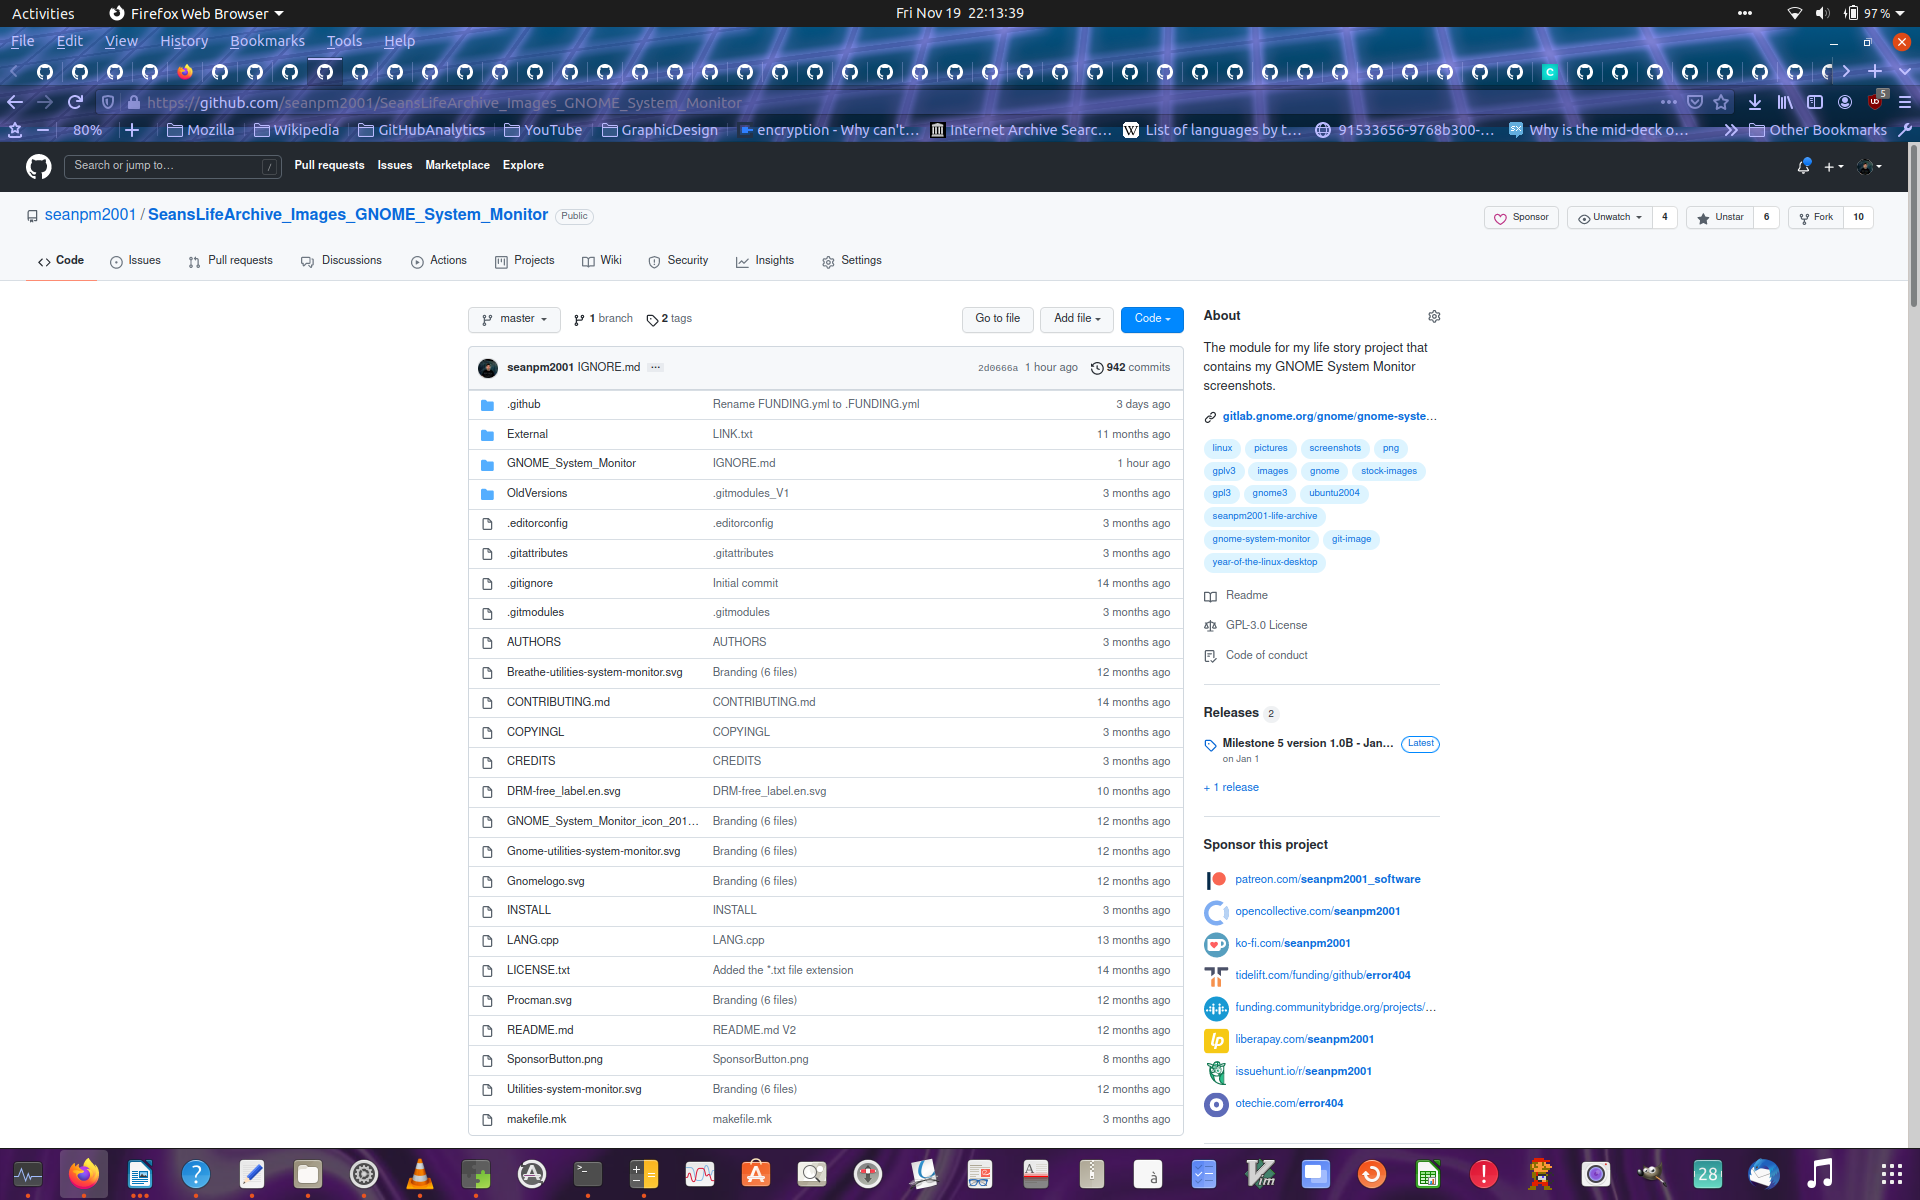 Activities Firefox Web Browser Fri Nov 19 22:13:39 97 %
File Edit View History Bookmarks Tools Help
https://github.com/seanpm2001/SeansLifeArchive_Images_GNOME_System_Monitor 5
80% Mozilla Wikipedia GitHubAnalytics YouTube GraphicDesign encryption - Why can't… Internet Archive Searc… List of languages by t… 91533656-9768b300-… Why is the mid-deck o… Other Bookmarks
Search or jump to… / Pull requests Issues Marketplace Explore
seanpm2001 / SeansLifeArchive_Images_GNOME_System_Monitor Public Sponsor Unwatch 4 Unstar 6 Fork 10
Code Issues Pull requests Discussions Actions Projects Wiki Security Insights Settings
master 1 branch 2 tags Go to file Add file Code
seanpm2001 IGNORE.md … 2d0666a 1 hour ago 942 commits
.github Rename FUNDING.yml to .FUNDING.yml 3 days ago
External LINK.txt 11 months ago
GNOME_System_Monitor IGNORE.md 1 hour ago
OldVersions .gitmodules_V1 3 months ago
.editorconfig .editorconfig 3 months ago
.gitattributes .gitattributes 3 months ago
.gitignore Initial commit 14 months ago
.gitmodules .gitmodules 3 months ago
AUTHORS AUTHORS 3 months ago
Breathe-utilities-system-monitor.svg Branding (6 files) 12 months ago
CONTRIBUTING.md CONTRIBUTING.md 14 months ago
COPYINGL COPYINGL 3 months ago
CREDITS CREDITS 3 months ago
DRM-free_label.en.svg DRM-free_label.en.svg 10 months ago
GNOME_System_Monitor_icon_201… Branding (6 files) 12 months ago
Gnome-utilities-system-monitor.svg Branding (6 files) 12 months ago
Gnomelogo.svg Branding (6 files) 12 months ago
INSTALL INSTALL 3 months ago
LANG.cpp LANG.cpp 13 months ago
LICENSE.txt Added the *.txt file extension 14 months ago
Procman.svg Branding (6 files) 12 months ago
README.md README.md V2 12 months ago
SponsorButton.png SponsorButton.png 8 months ago
Utilities-system-monitor.svg Branding (6 files) 12 months ago
makefile.mk makefile.mk 3 months ago
About
The module for my life story project that
contains my GNOME System Monitor
screenshots.
gitlab.gnome.org/gnome/gnome-syste…
linux pictures screenshots png
gplv3 images gnome stock-images
gpl3 gnome3 ubuntu2004
seanpm2001-life-archive
gnome-system-monitor git-image
year-of-the-linux-desktop
Readme
GPL-3.0 License
Code of conduct
Releases 2
Milestone 5 version 1.0B - Jan… Latest
on Jan 1
+ 1 release
Sponsor this project
patreon.com/seanpm2001_software
opencollective.com/seanpm2001
ko-fi.com/seanpm2001
tidelift.com/funding/github/error404
funding.communitybridge.org/projects/…
liberapay.com/seanpm2001
issuehunt.io/r/seanpm2001
otechie.com/error404
28